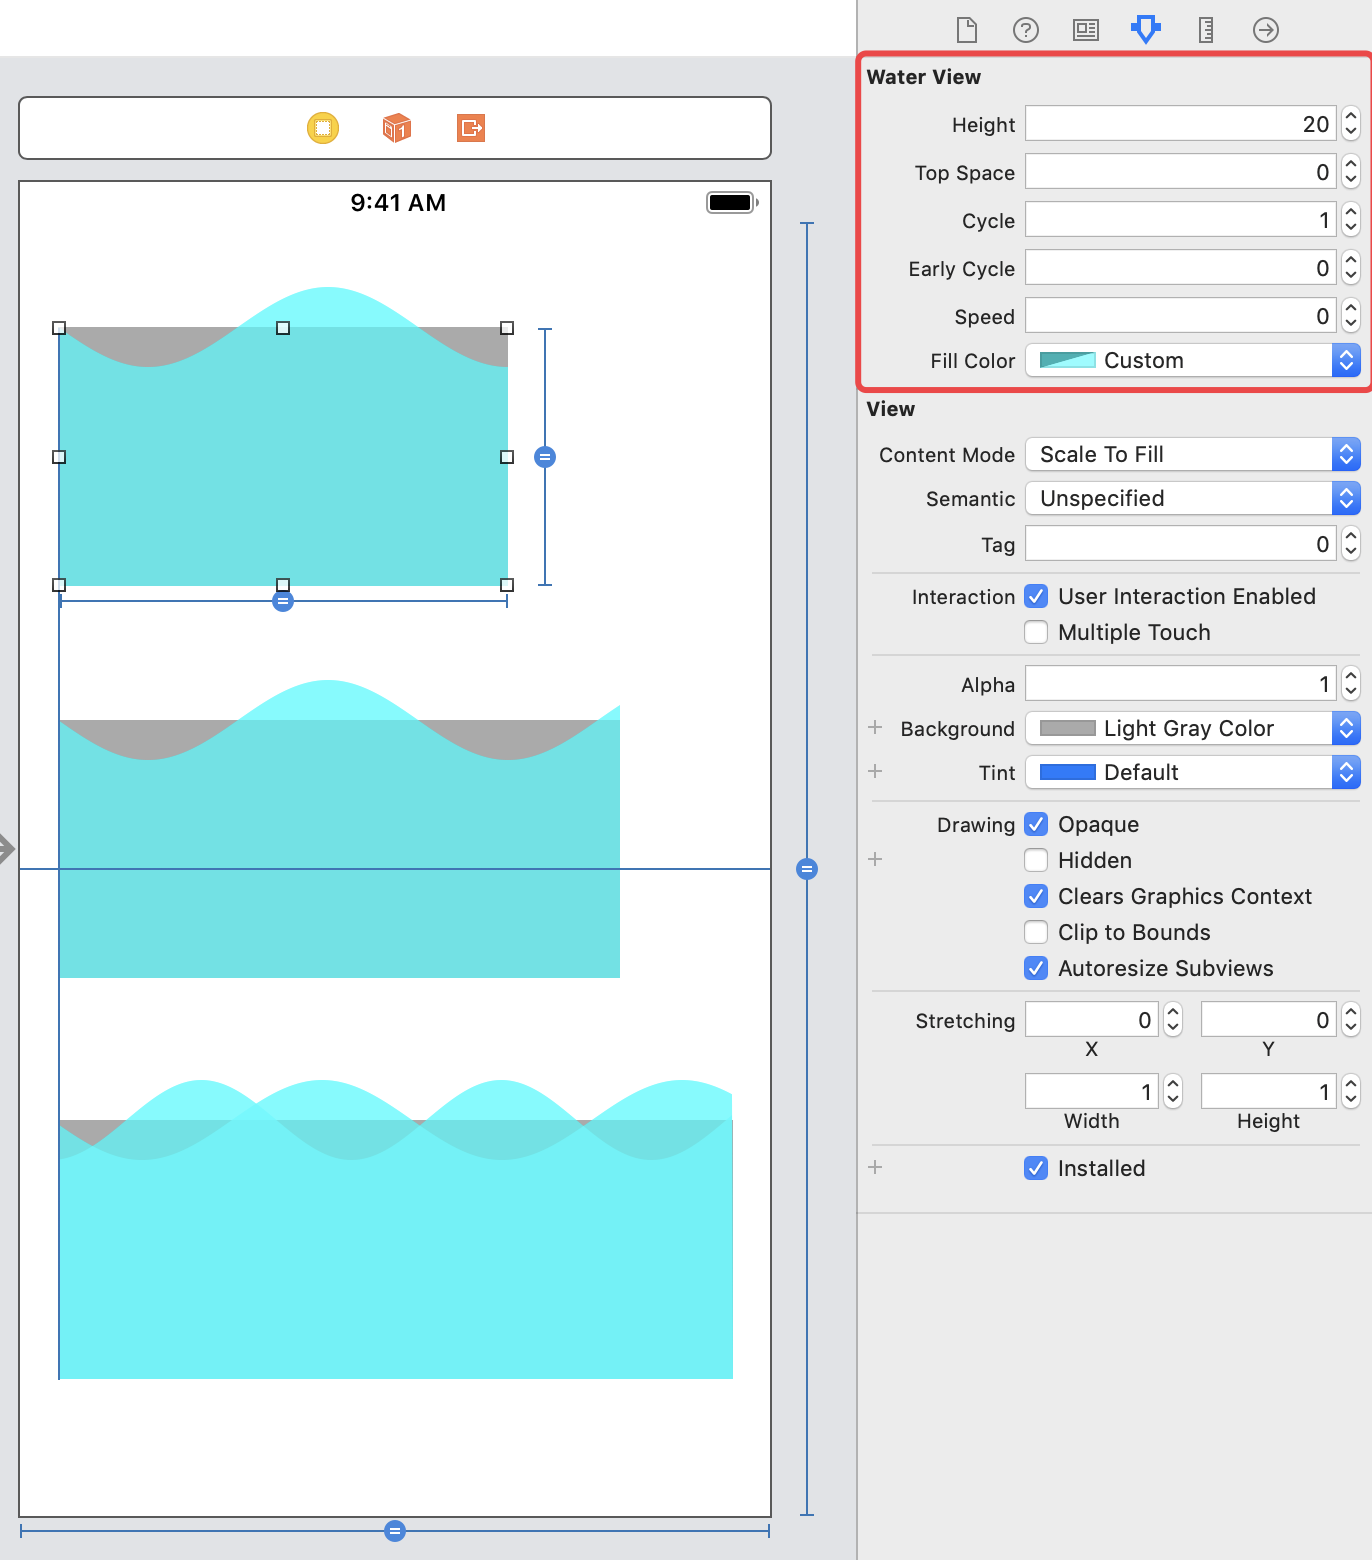 9:41 AM
Water View
Height 20
Top Space 0
Cycle 1
Early Cycle 0
Speed 0
Fill Color Custom
View
Content Mode Scale To Fill
Semantic Unspecified
Tag 0
Interaction User Interaction Enabled
Multiple Touch
Alpha 1
+ Background Light Gray Color
+ Tint Default
Drawing Opaque
+ Hidden
Clears Graphics Context
Clip to Bounds
Autoresize Subviews
Stretching 0 0
X Y
1 1
Width Height
+ Installed